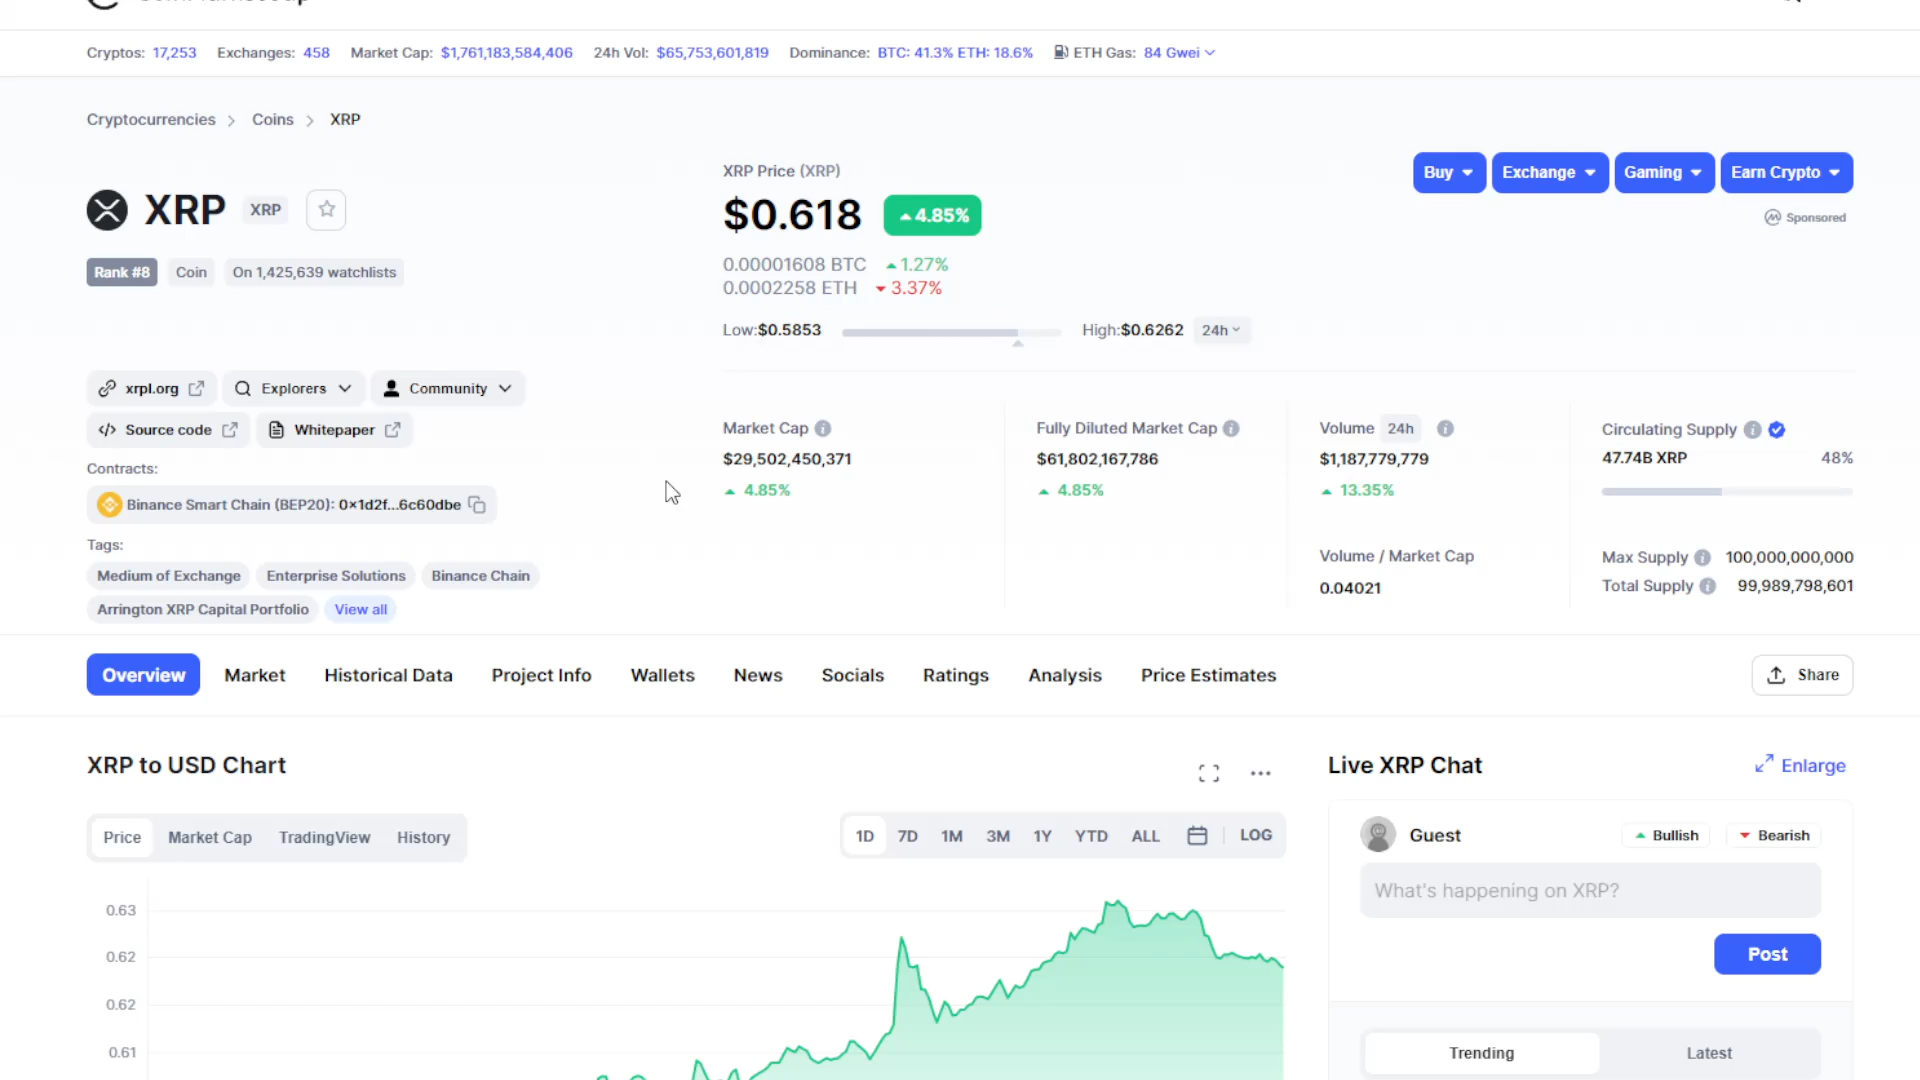 Cryptos: 17,253 Exchanges: 458 Market Cap: $1,761,183,584,406 24h Vol: $65,753,601,819 Dominance: BTC: 41.3% ETH: 18.6% ETH Gas: 84 Gwei
Cryptocurrencies > Coins > XRP
XRP XRP
Rank #8 Coin On 1,425,639 watchlists
XRP Price (XRP)
$0.618 4.85%
0.00001608 BTC 1.27%
0.0002258 ETH 3.37%
Low:$0.5853 High:$0.6262 24h
Buy Exchange Gaming Earn Crypto
Sponsored
xrpl.org Explorers Community
Source code Whitepaper
Contracts:
Binance Smart Chain (BEP20): 0x1d2f...6c60dbe
Tags:
Medium of Exchange Enterprise Solutions Binance Chain
Arrington XRP Capital Portfolio View all
Market Cap
$29,502,450,371
4.85%
Fully Diluted Market Cap
$61,802,167,786
4.85%
Volume 24h
$1,187,779,779
13.35%
Volume / Market Cap
0.04021
Circulating Supply
47.74B XRP 48%
Max Supply 100,000,000,000
Total Supply 99,989,798,601
Overview Market Historical Data Project Info Wallets News Socials Ratings Analysis Price Estimates Share
XRP to USD Chart
Price Market Cap TradingView History
1D 7D 1M 3M 1Y YTD ALL LOG
0.63
0.62
0.62
0.61
Live XRP Chat Enlarge
Guest Bullish Bearish
What's happening on XRP?
Post
Trending Latest